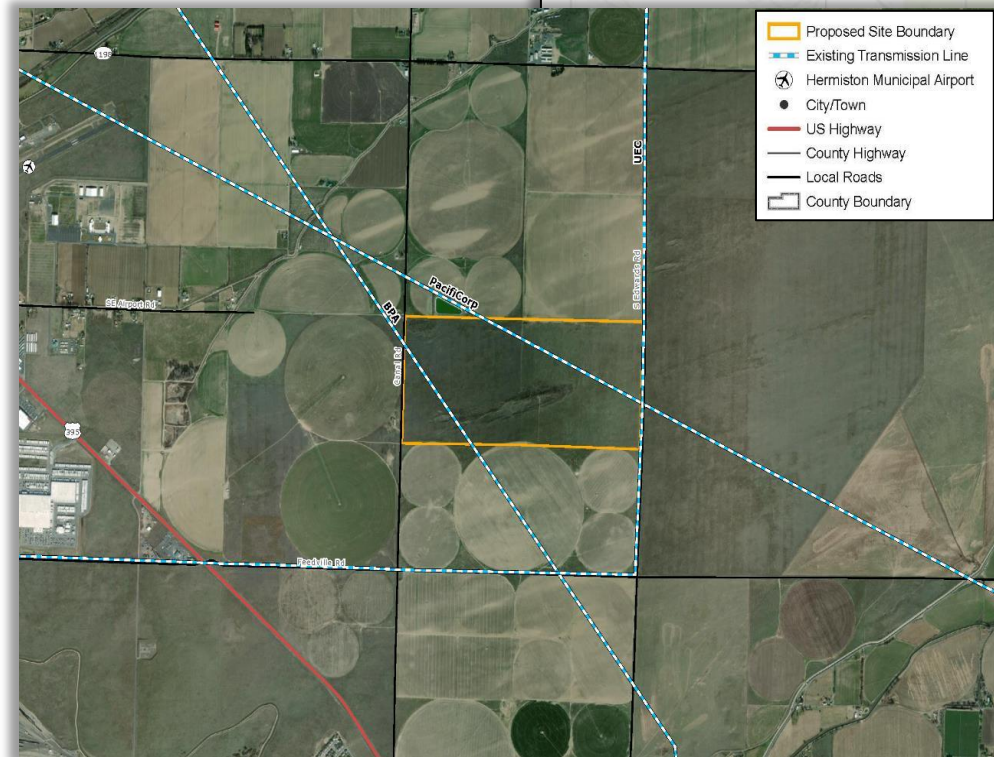 Proposed Site Boundary
Existing Transmission Line
Hermiston Municipal Airport
City/Town
US Highway
County Highway
Local Roads
County Boundary
1198
UEC
S Edwards Rd
PacifiCorp
BPA
SE Airport Rd
Canal Rd
395
Feedville Rd